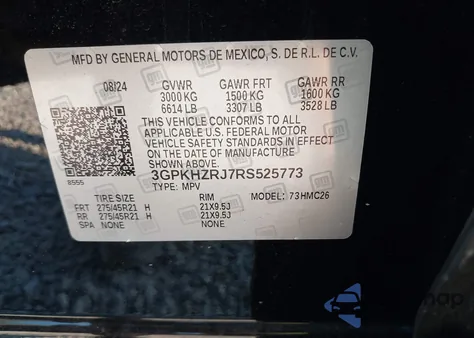 MFD BY GENERAL MOTORS DE MEXICO, S. DE R.L. DE C.V.
08/24 GVWR GAWR FRT GAWR RR
3000 KG 1500 KG 1600 KG
6614 LB 3307 LB 3528 LB
THIS VEHICLE CONFORMS TO ALL APPLICABLE
U.S. FEDERAL MOTOR
VEHICLE SAFETY STANDARDS IN EFFECT ON THE
DATE OF MANUFACTURE
3GPKHZRJ7RS525773
8555 TYPE: MPV
TIRE SIZE RIM MODEL: 73HMC26
FRT 275/45R21 H 21X9.5J
RR 275/45R21 H 21X9.5J
SPA NONE NONE